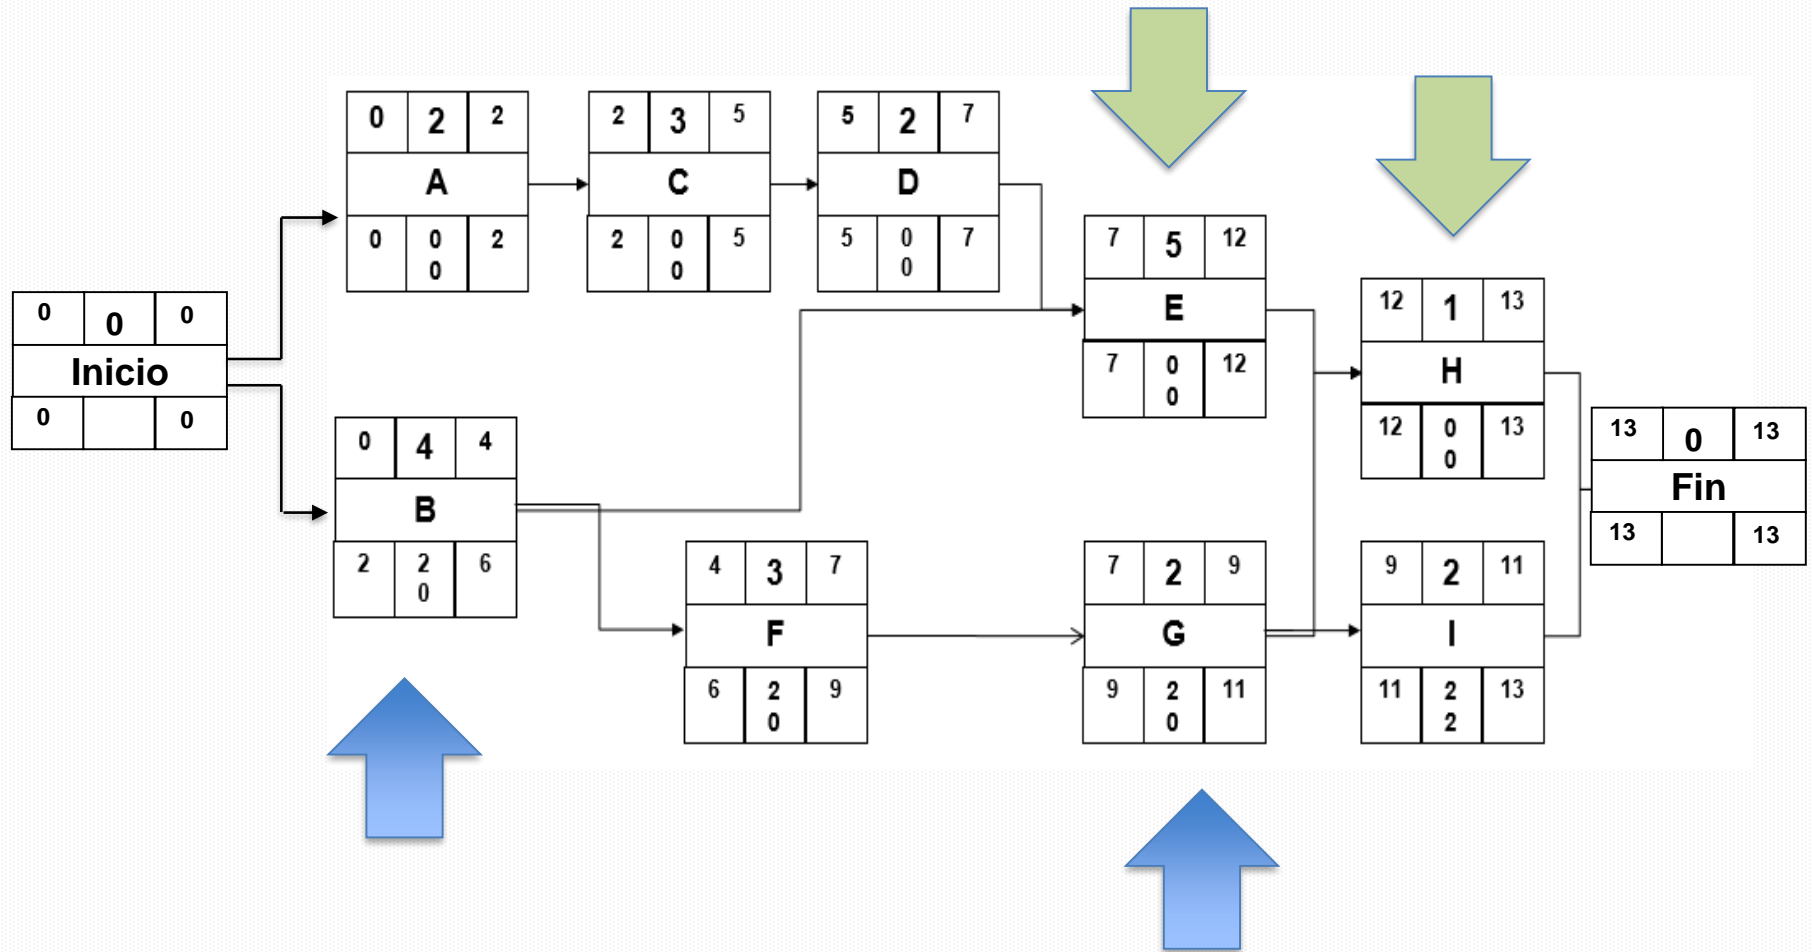 0 2 2
A
0 0 2
0
2 3 5
C
2 0 5
0
5 2 7
D
5 0 7
0
7 5 12
E
7 0 12
0
12 1 13
H
12 0 13
0
0 0 0
Inicio
0 0
13 0 13
Fin
13 13
0 4 4
B
2 2 6
0
4 3 7
F
6 2 9
0
7 2 9
G
9 2 11
0
9 2 11
I
11 2 13
2